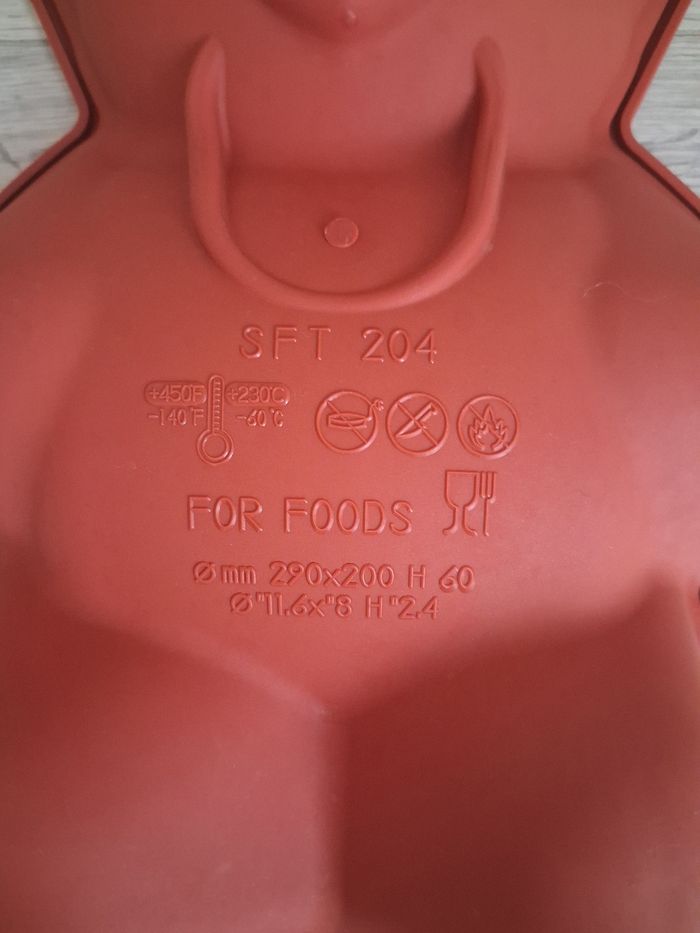 SFT 204
+450°F +230°C
-140°F -60°C
FOR FOODS
Ø mm 290x200 H 60
Ø"11.6x"8 H"2.4